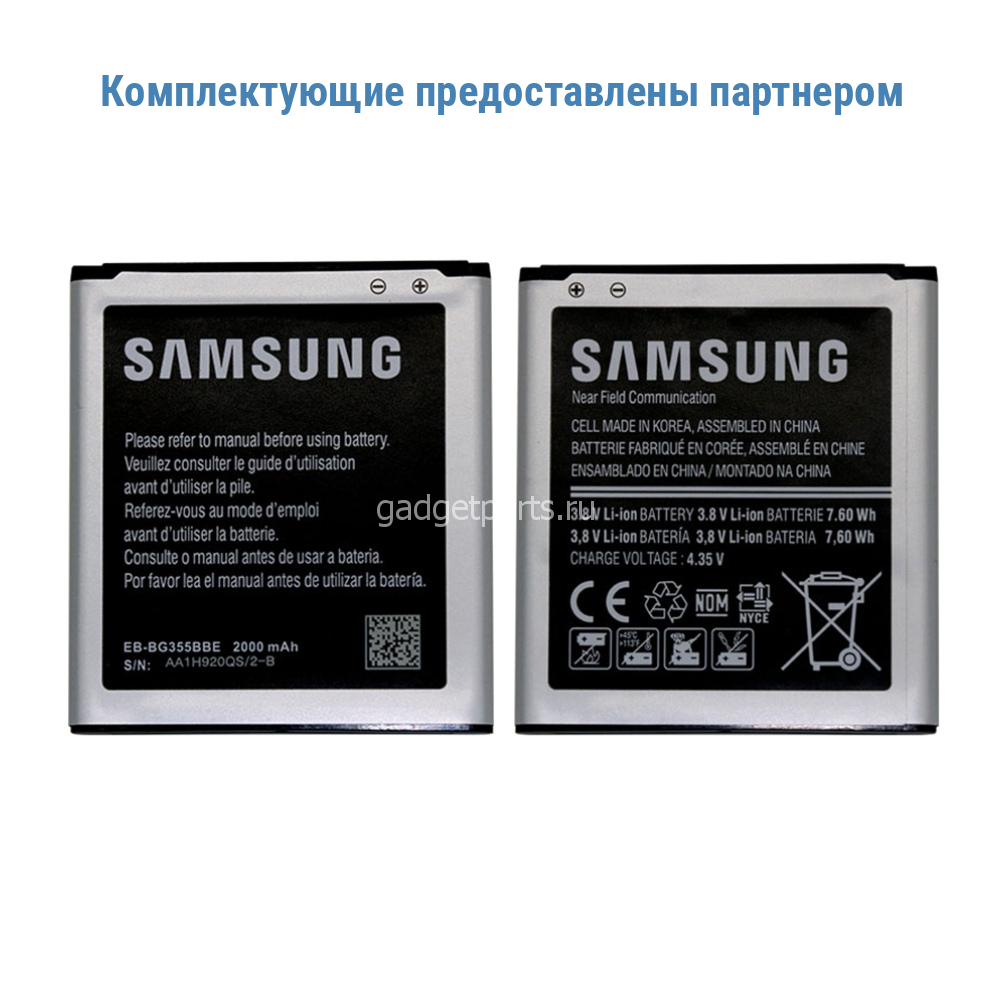 Комплектующие предоставлены партнером
SAMSUNG
Please refer to manual before using battery.
Veuillez consulter le guide d'utilisation
avant d'utiliser la pile.
Referez-vous au mode d'emploi
avant d'utiliser la batterie.
Consulte o manual antes de usar a bateria.
Por favor lea el manual antes de utilizar la batería.
EB-BG355BBE 2000 mAh
S/N: AA1H920QS/2-B
SAMSUNG
Near Field Communication
CELL MADE IN KOREA, ASSEMBLED IN CHINA
BATTERIE FABRIQUÉ EN CORÉE, ASSEMBLÉ EN CHINE
ENSAMBLADO EN CHINA / MONTADO NA CHINA
3.8V Li-ion BATTERY 3.8 V Li-ion BATTERIE 7.60 Wh
3,8 V Li-ion BATERÍA 3,8 V Li-ion BATERIA 7,60 Wh
CHARGE VOLTAGE : 4.35 V
CE NOM NYCE
+45°C
+113°F
gadgetparts.ru